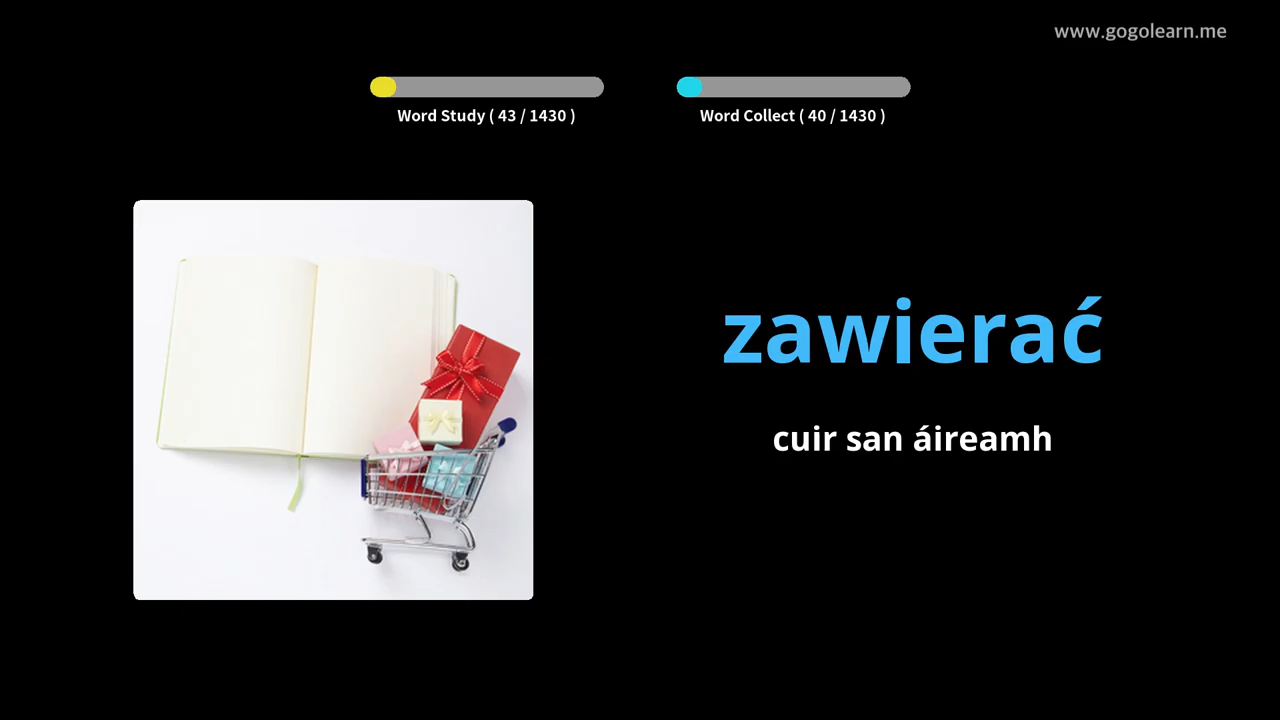 www.gogolearn.me
Word Study ( 43 / 1430 )
Word Collect ( 40 / 1430 )
zawierać
cuir san áireamh